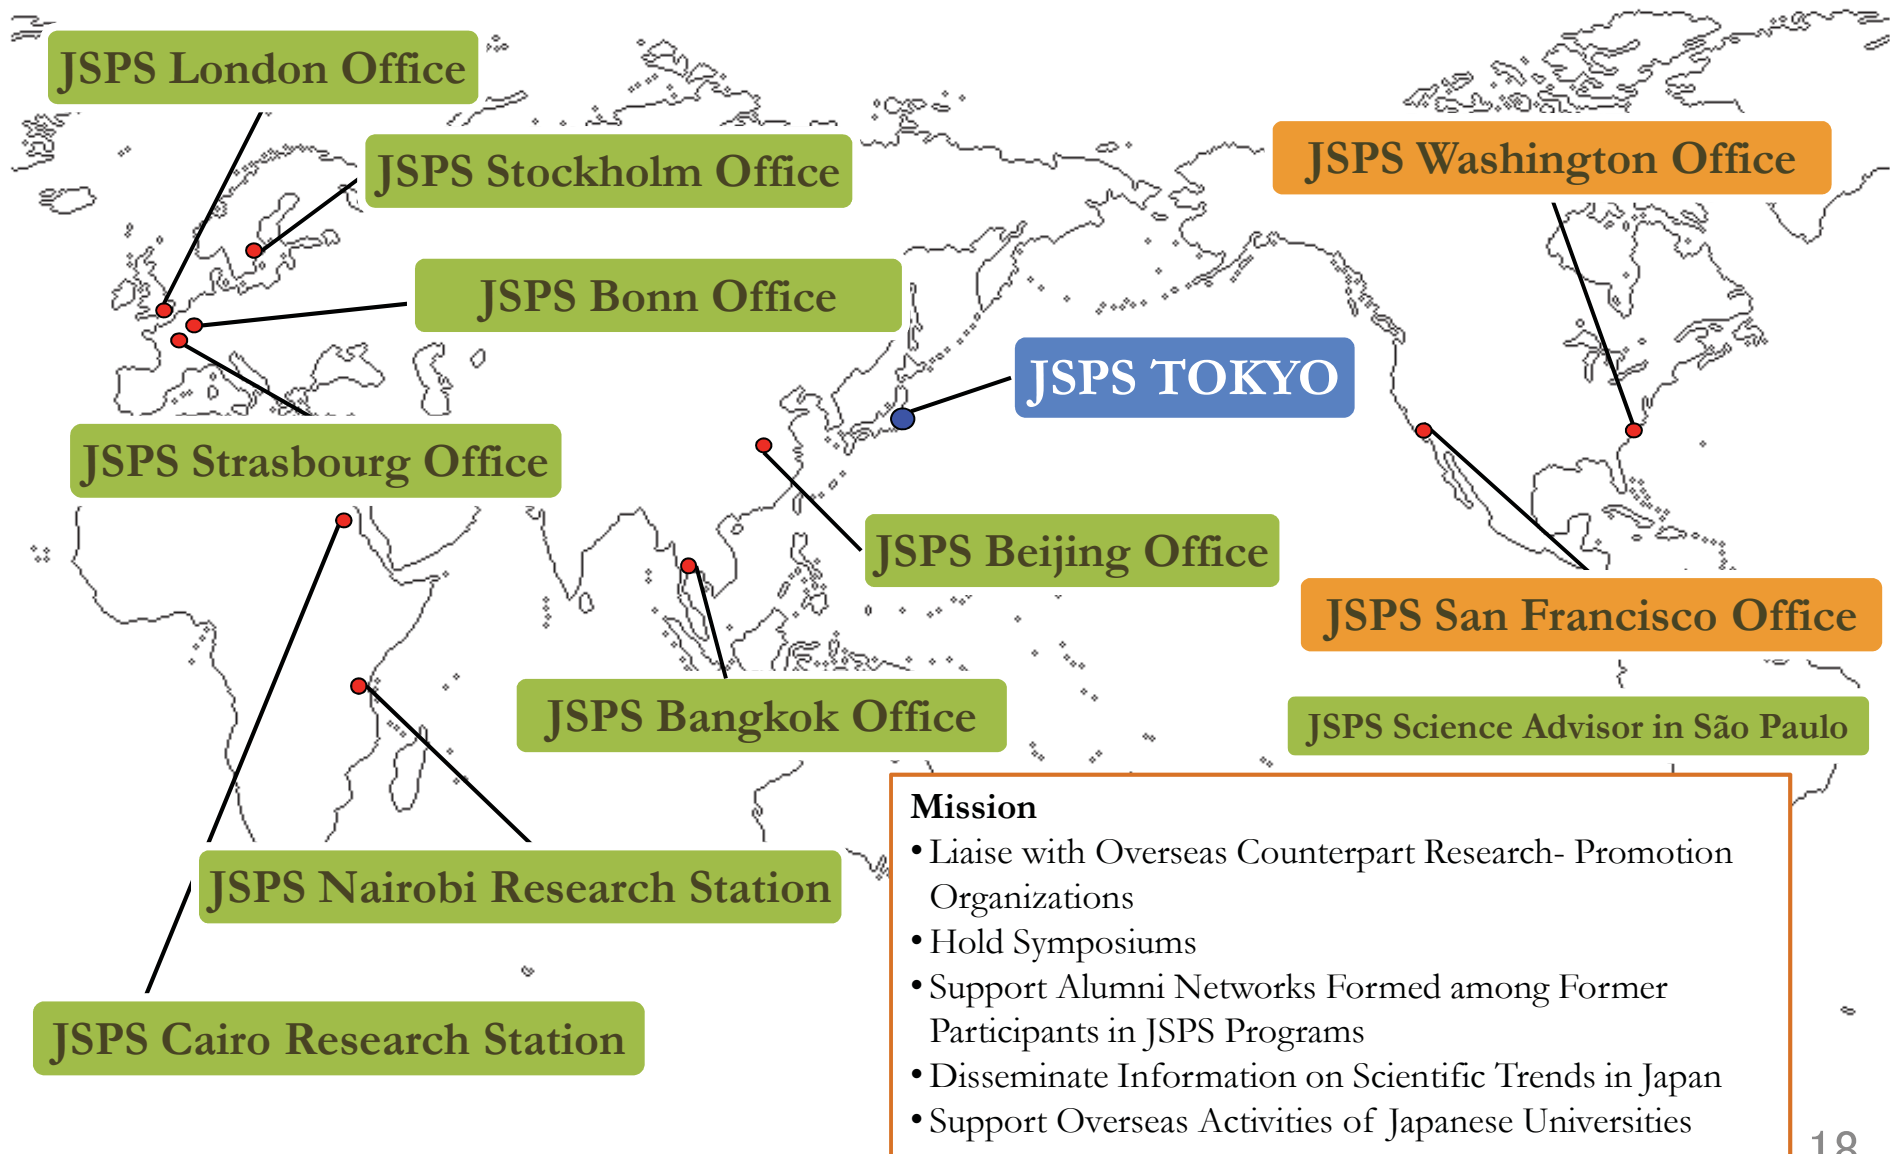 JSPS London Office
JSPS Stockholm Office
JSPS Washington Office
JSPS Bonn Office
JSPS TOKYO
JSPS Strasbourg Office
JSPS Beijing Office
JSPS San Francisco Office
JSPS Bangkok Office
JSPS Science Advisor in São Paulo
JSPS Nairobi Research Station
JSPS Cairo Research Station
Mission
• Liaise with Overseas Counterpart Research- Promotion
Organizations
• Hold Symposiums
• Support Alumni Networks Formed among Former
Participants in JSPS Programs
• Disseminate Information on Scientific Trends in Japan
• Support Overseas Activities of Japanese Universities
18